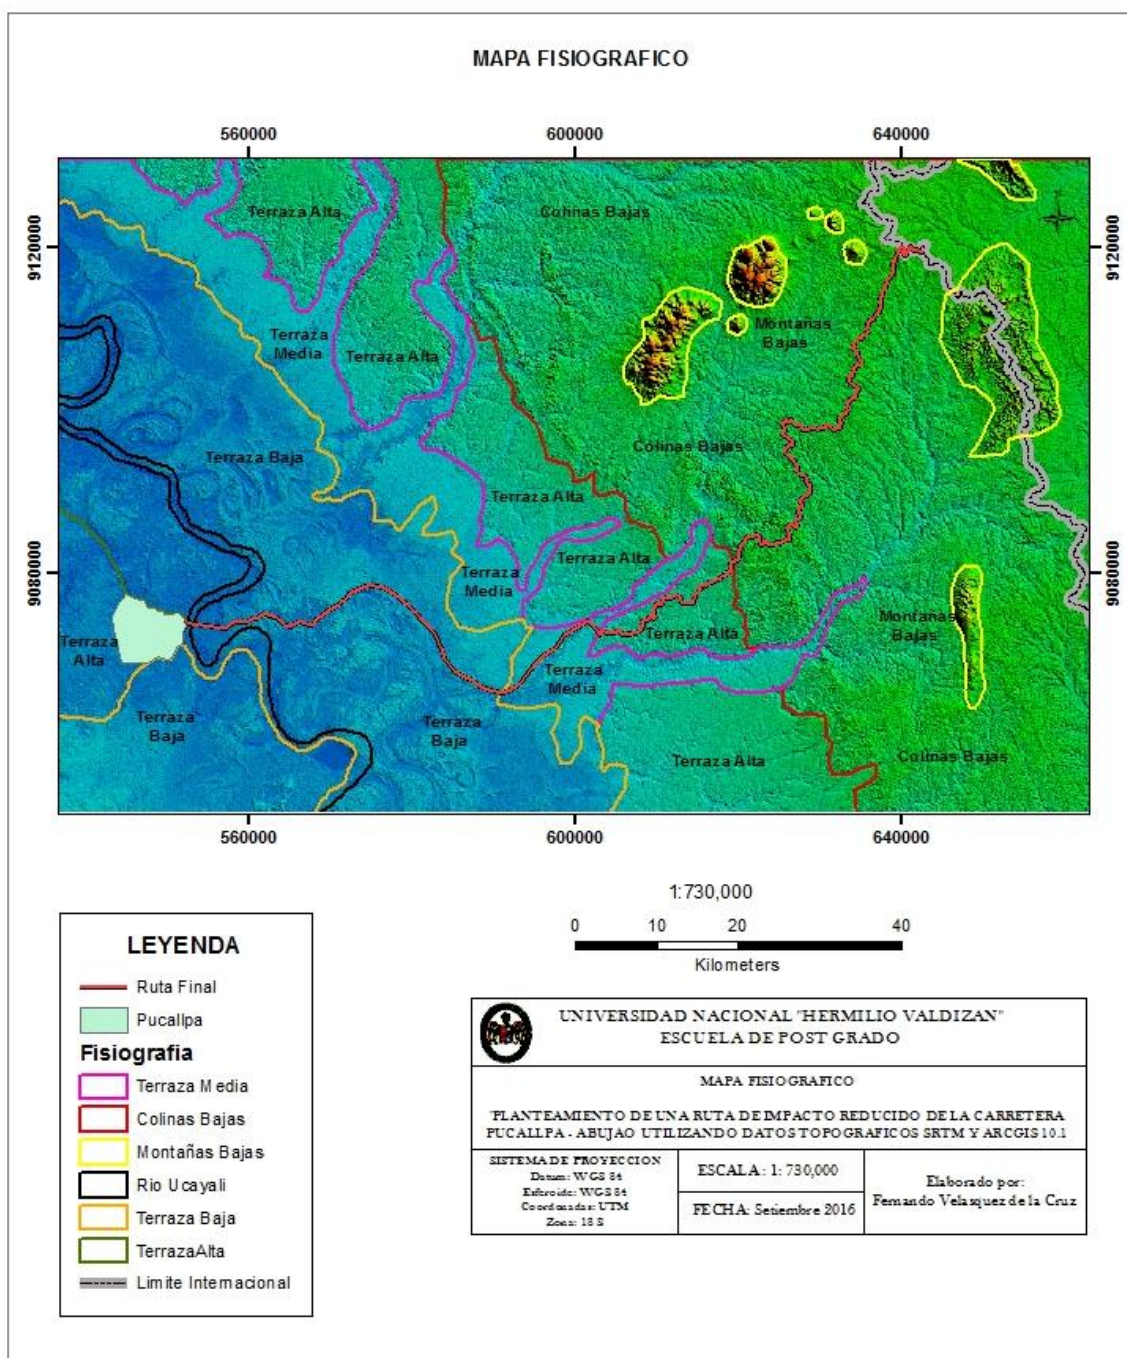 MAPA FISIOGRAFICO
560000
600000
640000
9120000
9120000
9080000
9080000
Terraza Alta
Colinas Bajas
Terraza
Media
Terraza Alta
Montañas
Bajas
Terraza Baja
Colinas Bajas
Terraza Alta
Terraza Alta
Terraza
Media
Terraza
Alta
Terraza Alta
Montañas
Bajas
Terraza
Media
Terraza
Baja
Terraza
Baja
Terraza Alta
Colinas Bajas
560000
600000
640000
1:730,000
0 10 20 40
Kilometers
LEYENDA
Ruta Final
Pucallpa
Fisiografia
Terraza Media
Colinas Bajas
Montañas Bajas
Rio Ucayali
Terraza Baja
TerrazaAlta
Limite Internacional
UNIVERSIDAD NACIONAL "HERMILIO VALDIZAN"
ESCUELA DE POST GRADO
MAPA FISIOGRAFICO
"PLANTEAMIENTO DE UNA RUTA DE IMPACTO REDUCIDO DE LA CARRETERA
PUCALLPA - ABUJAO UTILIZANDO DATOS TOPOGRAFICOS SRTM Y ARCGIS 10.1
SISTEMA DE PROYECCION
Datum: WGS 84
Esferoide: WGS 84
Coordenadas: UTM
Zona: 18 S
ESCALA : 1: 730,000
FECHA: Setiembre 2016
Elaborado por:
Fernando Velasquez de la Cruz